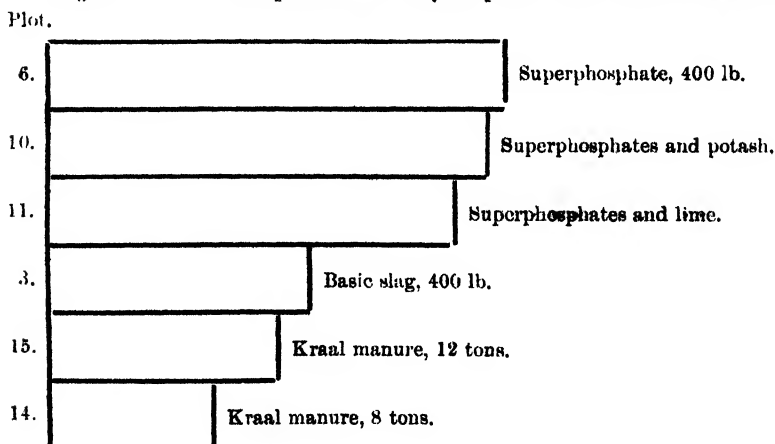 Plot.
6. Superphosphate, 400 lb.
10. Superphosphates and potash.
11. Superphosphates and lime.
3. Basic slag, 400 lb.
15. Kraal manure, 12 tons.
14. Kraal manure, 8 tons.